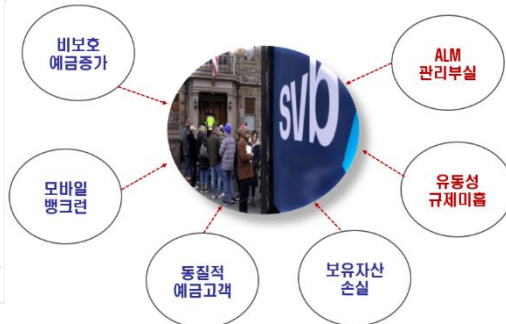 비보호
예금증가
ALM
관리부실
svb
모바일
뱅크런
유동성
규제미흡
동질적
예금고객
보유자산
손실